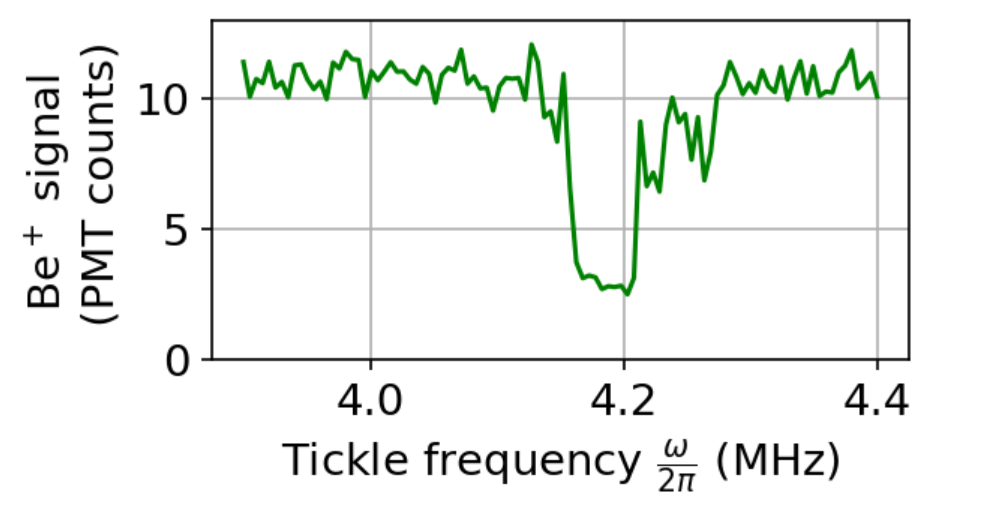 Be⁺ signal
(PMT counts)
10
5
0
4.0 4.2 4.4
Tickle frequency ω/2π (MHz)